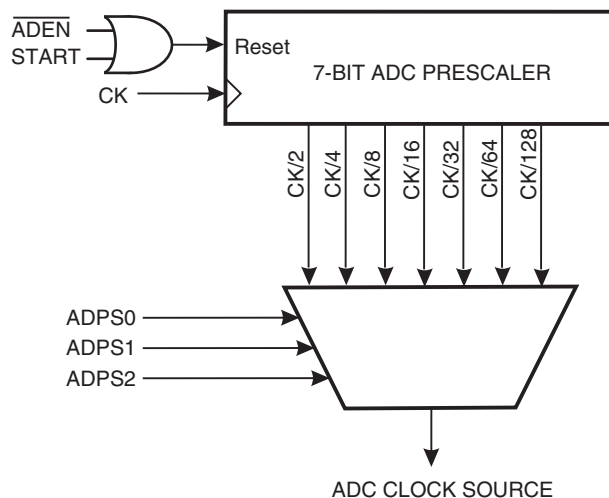 ADEN
START
Reset
7-BIT ADC PRESCALER
CK
CK/2
CK/4
CK/8
CK/16
CK/32
CK/64
CK/128
ADPS0
ADPS1
ADPS2
ADC CLOCK SOURCE